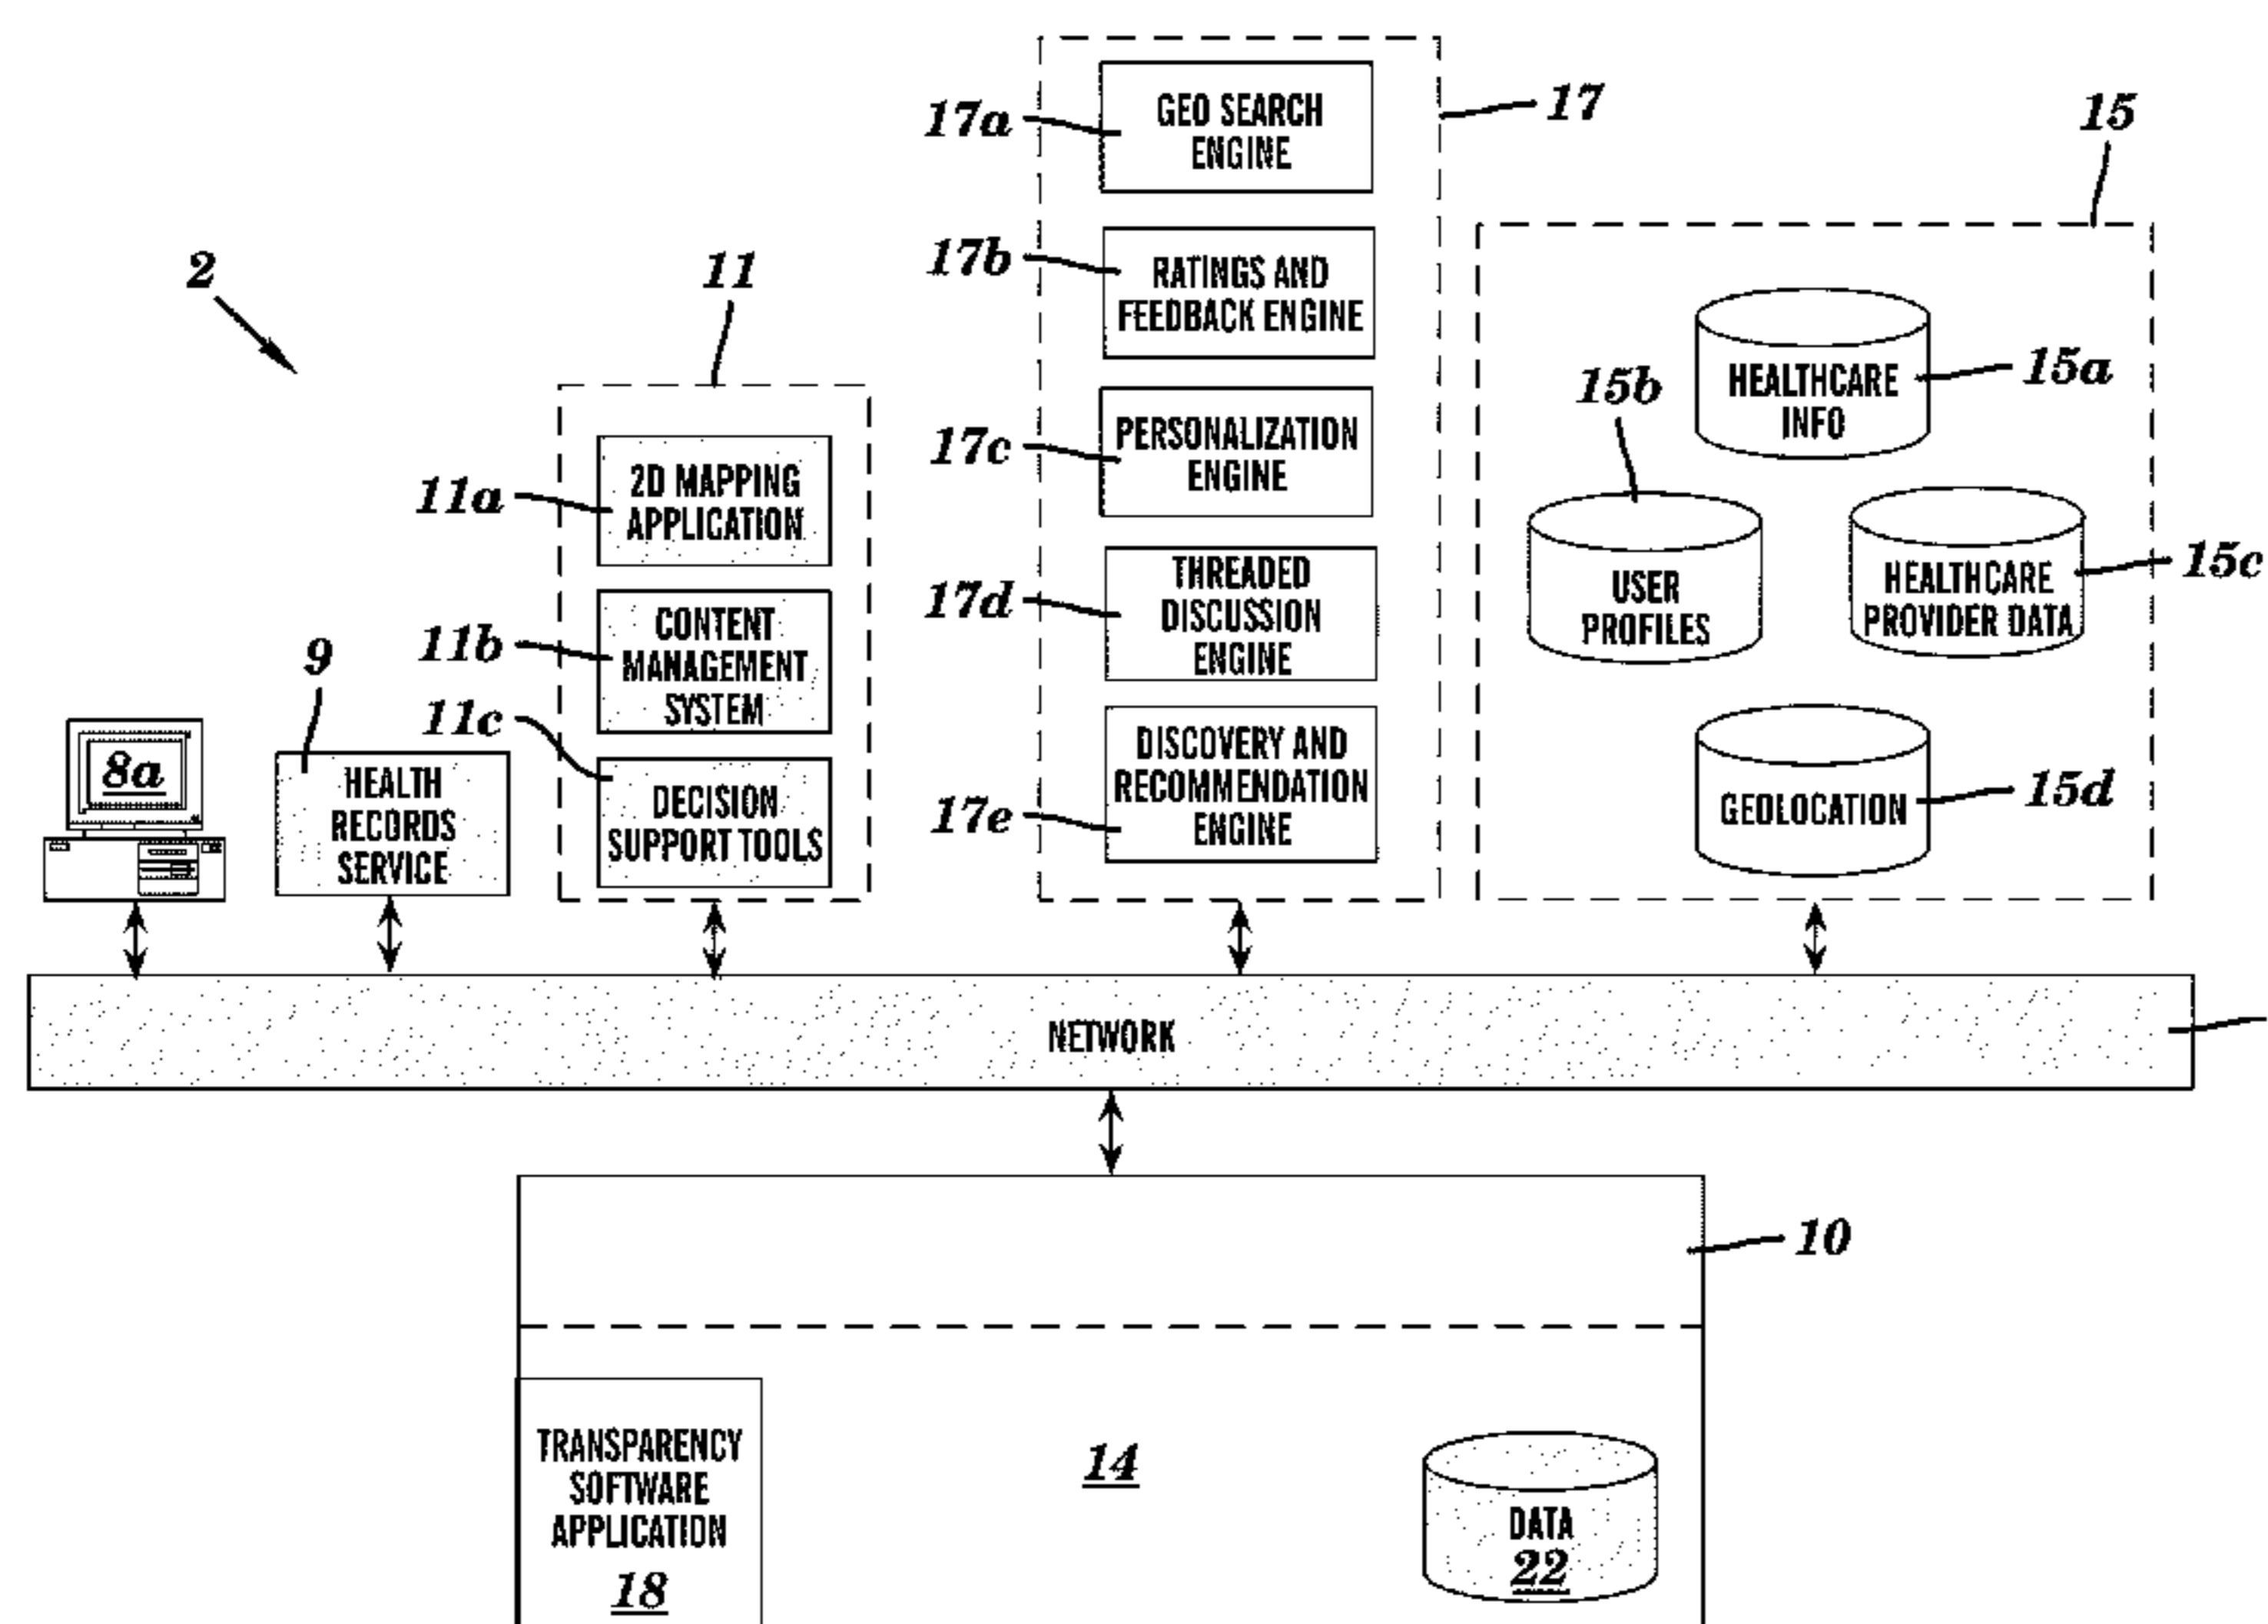 2
8a
9
HEALTH
RECORDS
SERVICE
11
11a
2D MAPPING
APPLICATION
11b
CONTENT
MANAGEMENT
SYSTEM
11c
DECISION
SUPPORT TOOLS
17
17a
GEO SEARCH
ENGINE
17b
RATINGS AND
FEEDBACK ENGINE
17c
PERSONALIZATION
ENGINE
17d
THREADED
DISCUSSION
ENGINE
17e
DISCOVERY AND
RECOMMENDATION
ENGINE
15
15a
HEALTHCARE
INFO
15b
USER
PROFILES
15c
HEALTHCARE
PROVIDER DATA
15d
GEOLOCATION
NETWORK
10
14
TRANSPARENCY
SOFTWARE
APPLICATION
18
DATA
22